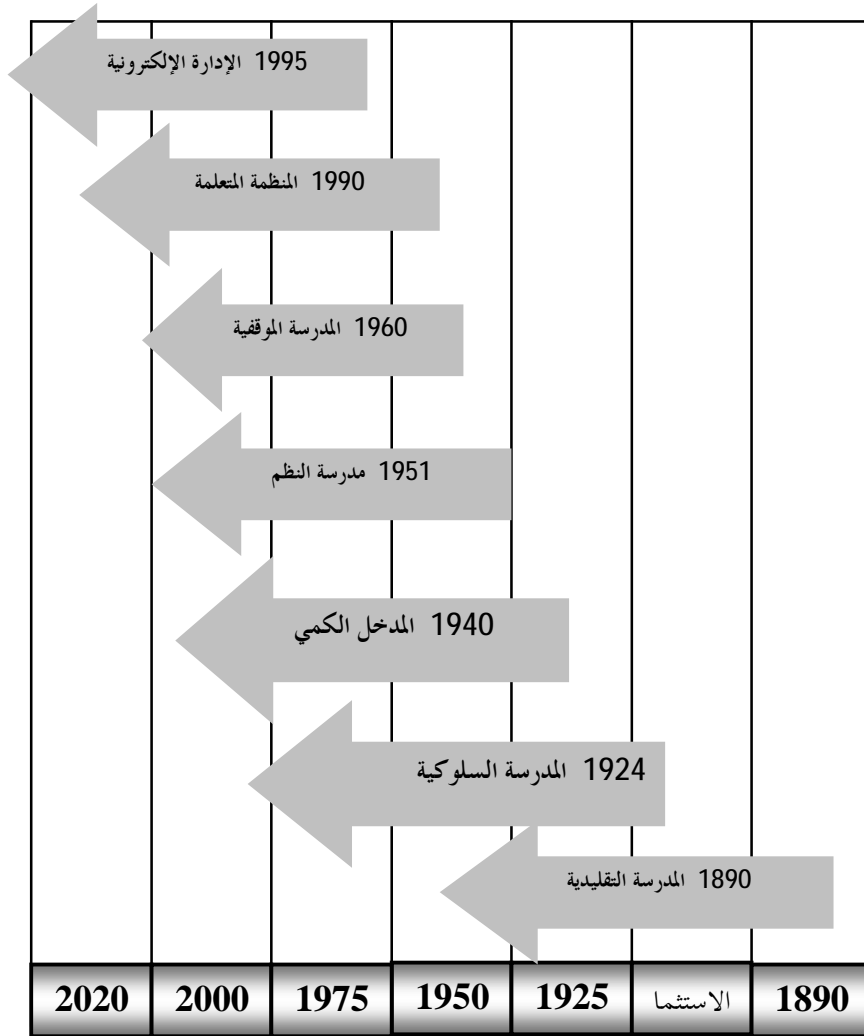 1995 الإدارة الإلكترونية
1990 المنظمة المتعلمة
1960 المدرسة الموقفية
1951 مدرسة النظم
1940 المدخل الكمي
1924 المدرسة السلوكية
1890 المدرسة التقليدية
1890 الاستثما 1925 1950 1975 2000 2020